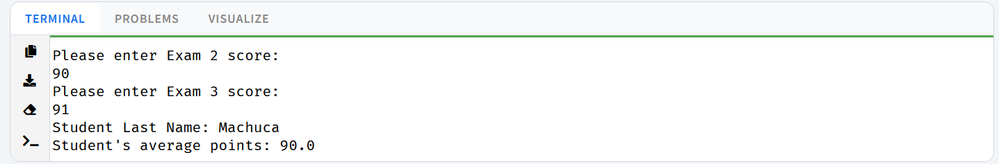 TERMINAL PROBLEMS VISUALIZE
Please enter Exam 2 score:
90
Please enter Exam 3 score:
91
Student Last Name: Machuca
Student's average points: 90.0